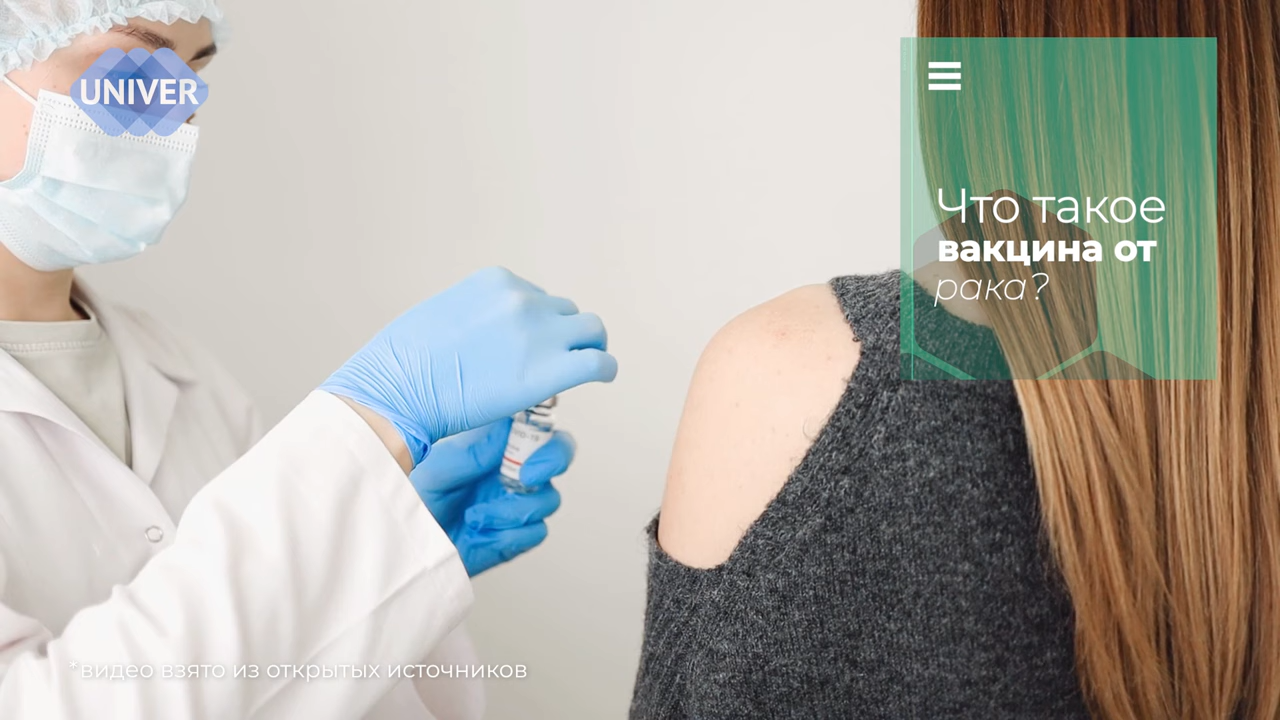 UNIVER
Что такое
вакцина от
рака?
*видео взято из открытых источников